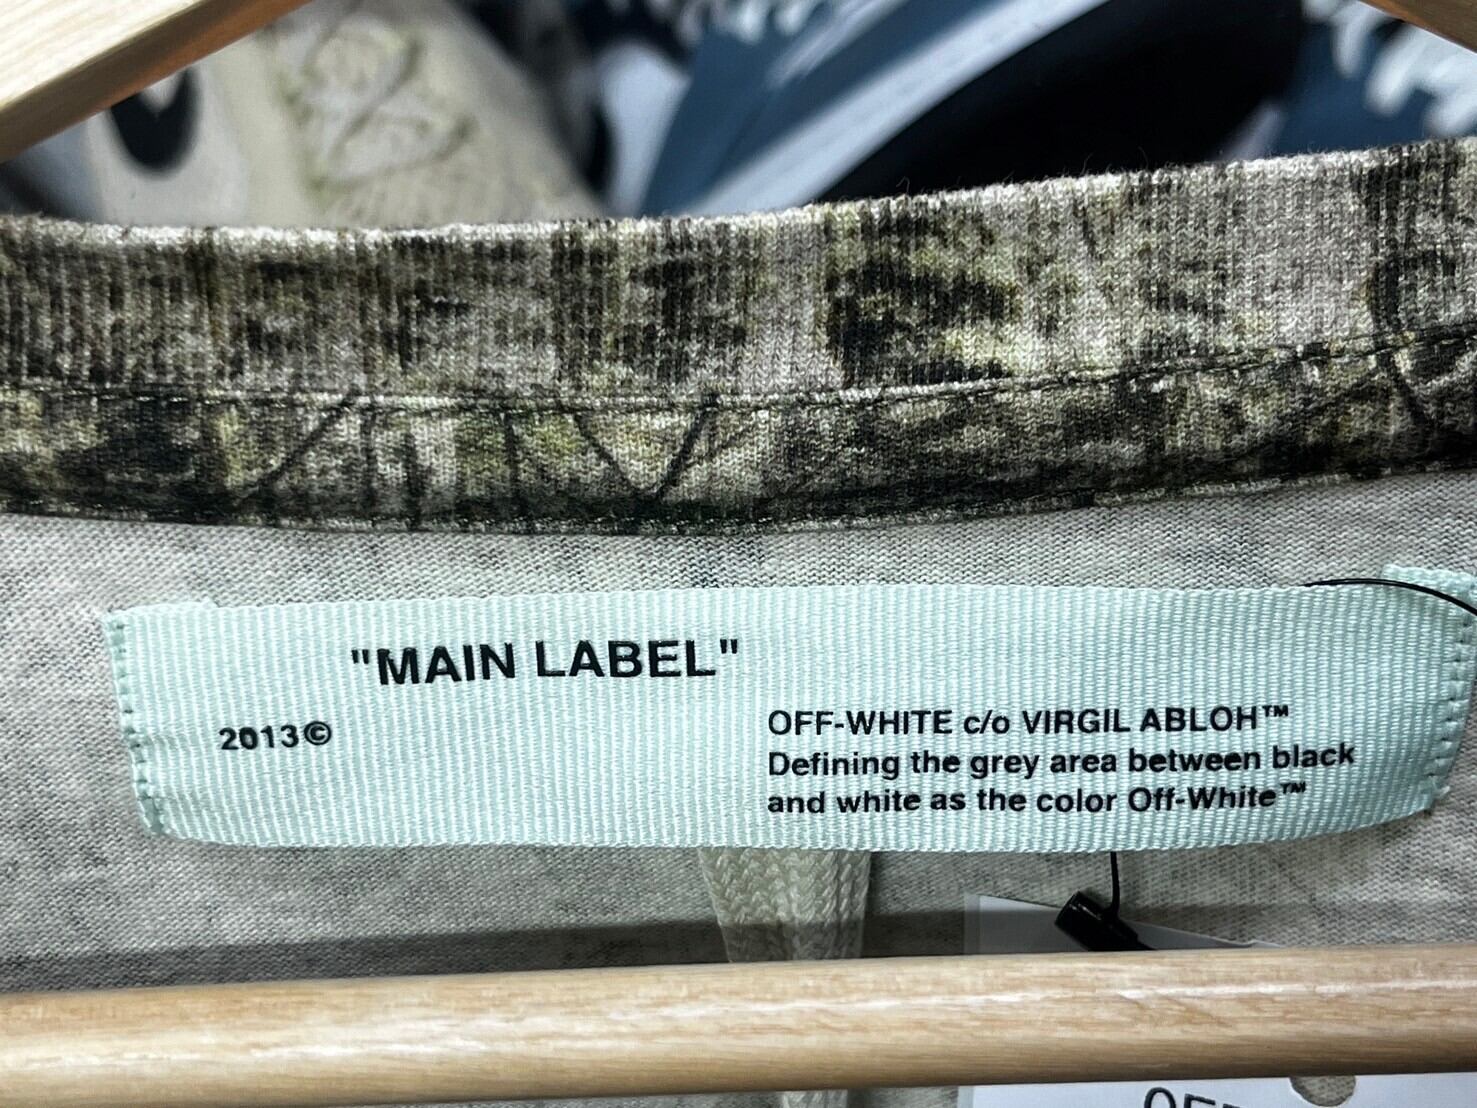 "MAIN LABEL"
2013©
OFF-WHITE c/o VIRGIL ABLOH™
Defining the grey area between black
and white as the color Off-White™